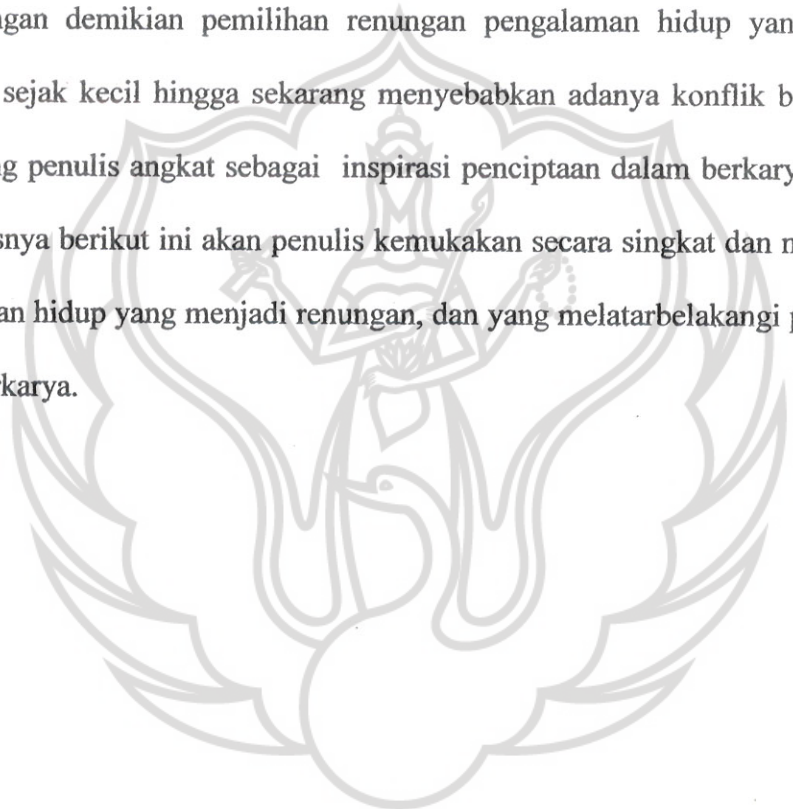 ngan demikian pemilihan renungan pengalaman hidup yan
sejak kecil hingga sekarang menyebabkan adanya konflik b
g penulis angkat sebagai inspirasi penciptaan dalam berkary
snya berikut ini akan penulis kemukakan secara singkat dan n
an hidup yang menjadi renungan, dan yang melatarbelakangi p
rkarya.